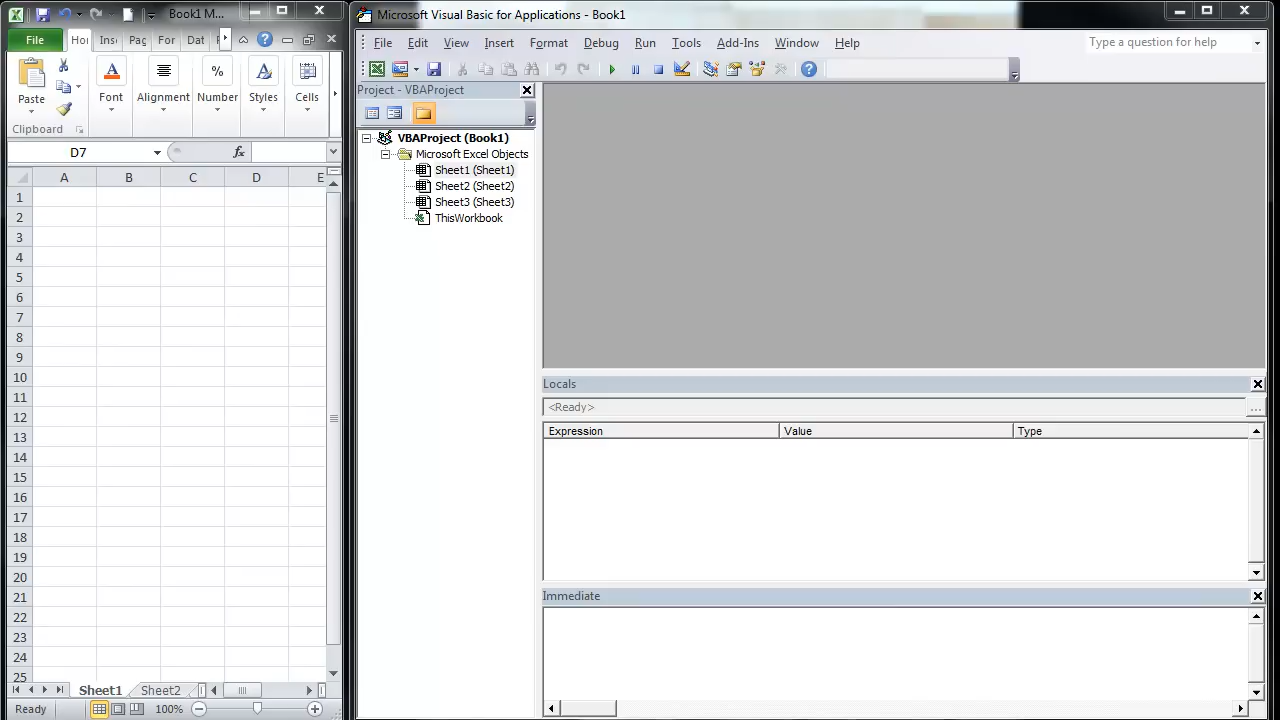 Book1 M...
File
Hor
Ins
Pag
For
Dat
Paste
Font
Alignment
Number
Styles
Cells
Clipboard
D7
A B C D E
1
2
3
4
5
6
7
8
9
10
11
12
13
14
15
16
17
18
19
20
21
22
23
24
25
Sheet1 Sheet2
Ready 100%
Microsoft Visual Basic for Applications - Book1
File Edit View Insert Format Debug Run Tools Add-Ins Window Help
Type a question for help
Project - VBAProject
VBAProject (Book1)
Microsoft Excel Objects
Sheet1 (Sheet1)
Sheet2 (Sheet2)
Sheet3 (Sheet3)
ThisWorkbook
Locals
<Ready>
Expression Value Type
Immediate